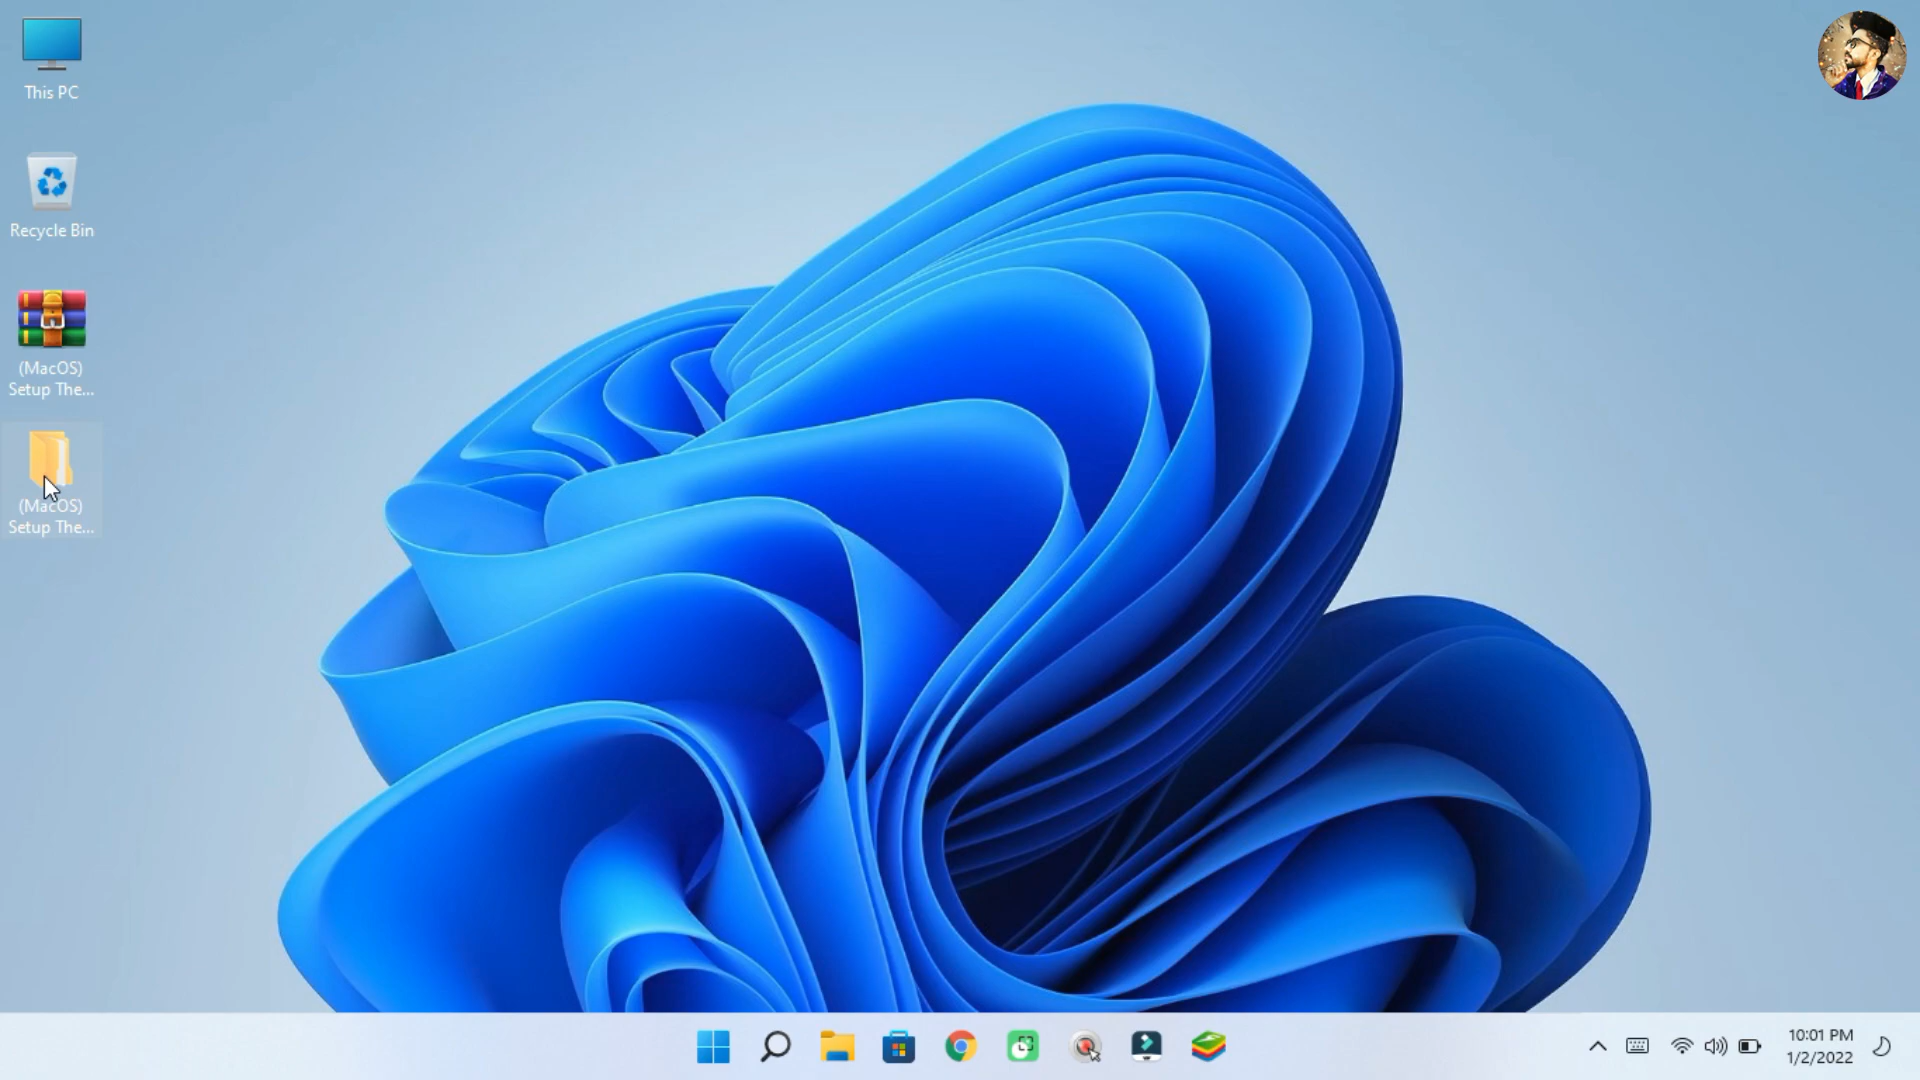 This PC
Recycle Bin
(MacOS)
Setup The...
(MacOS)
Setup The...
10:01 PM
1/2/2022